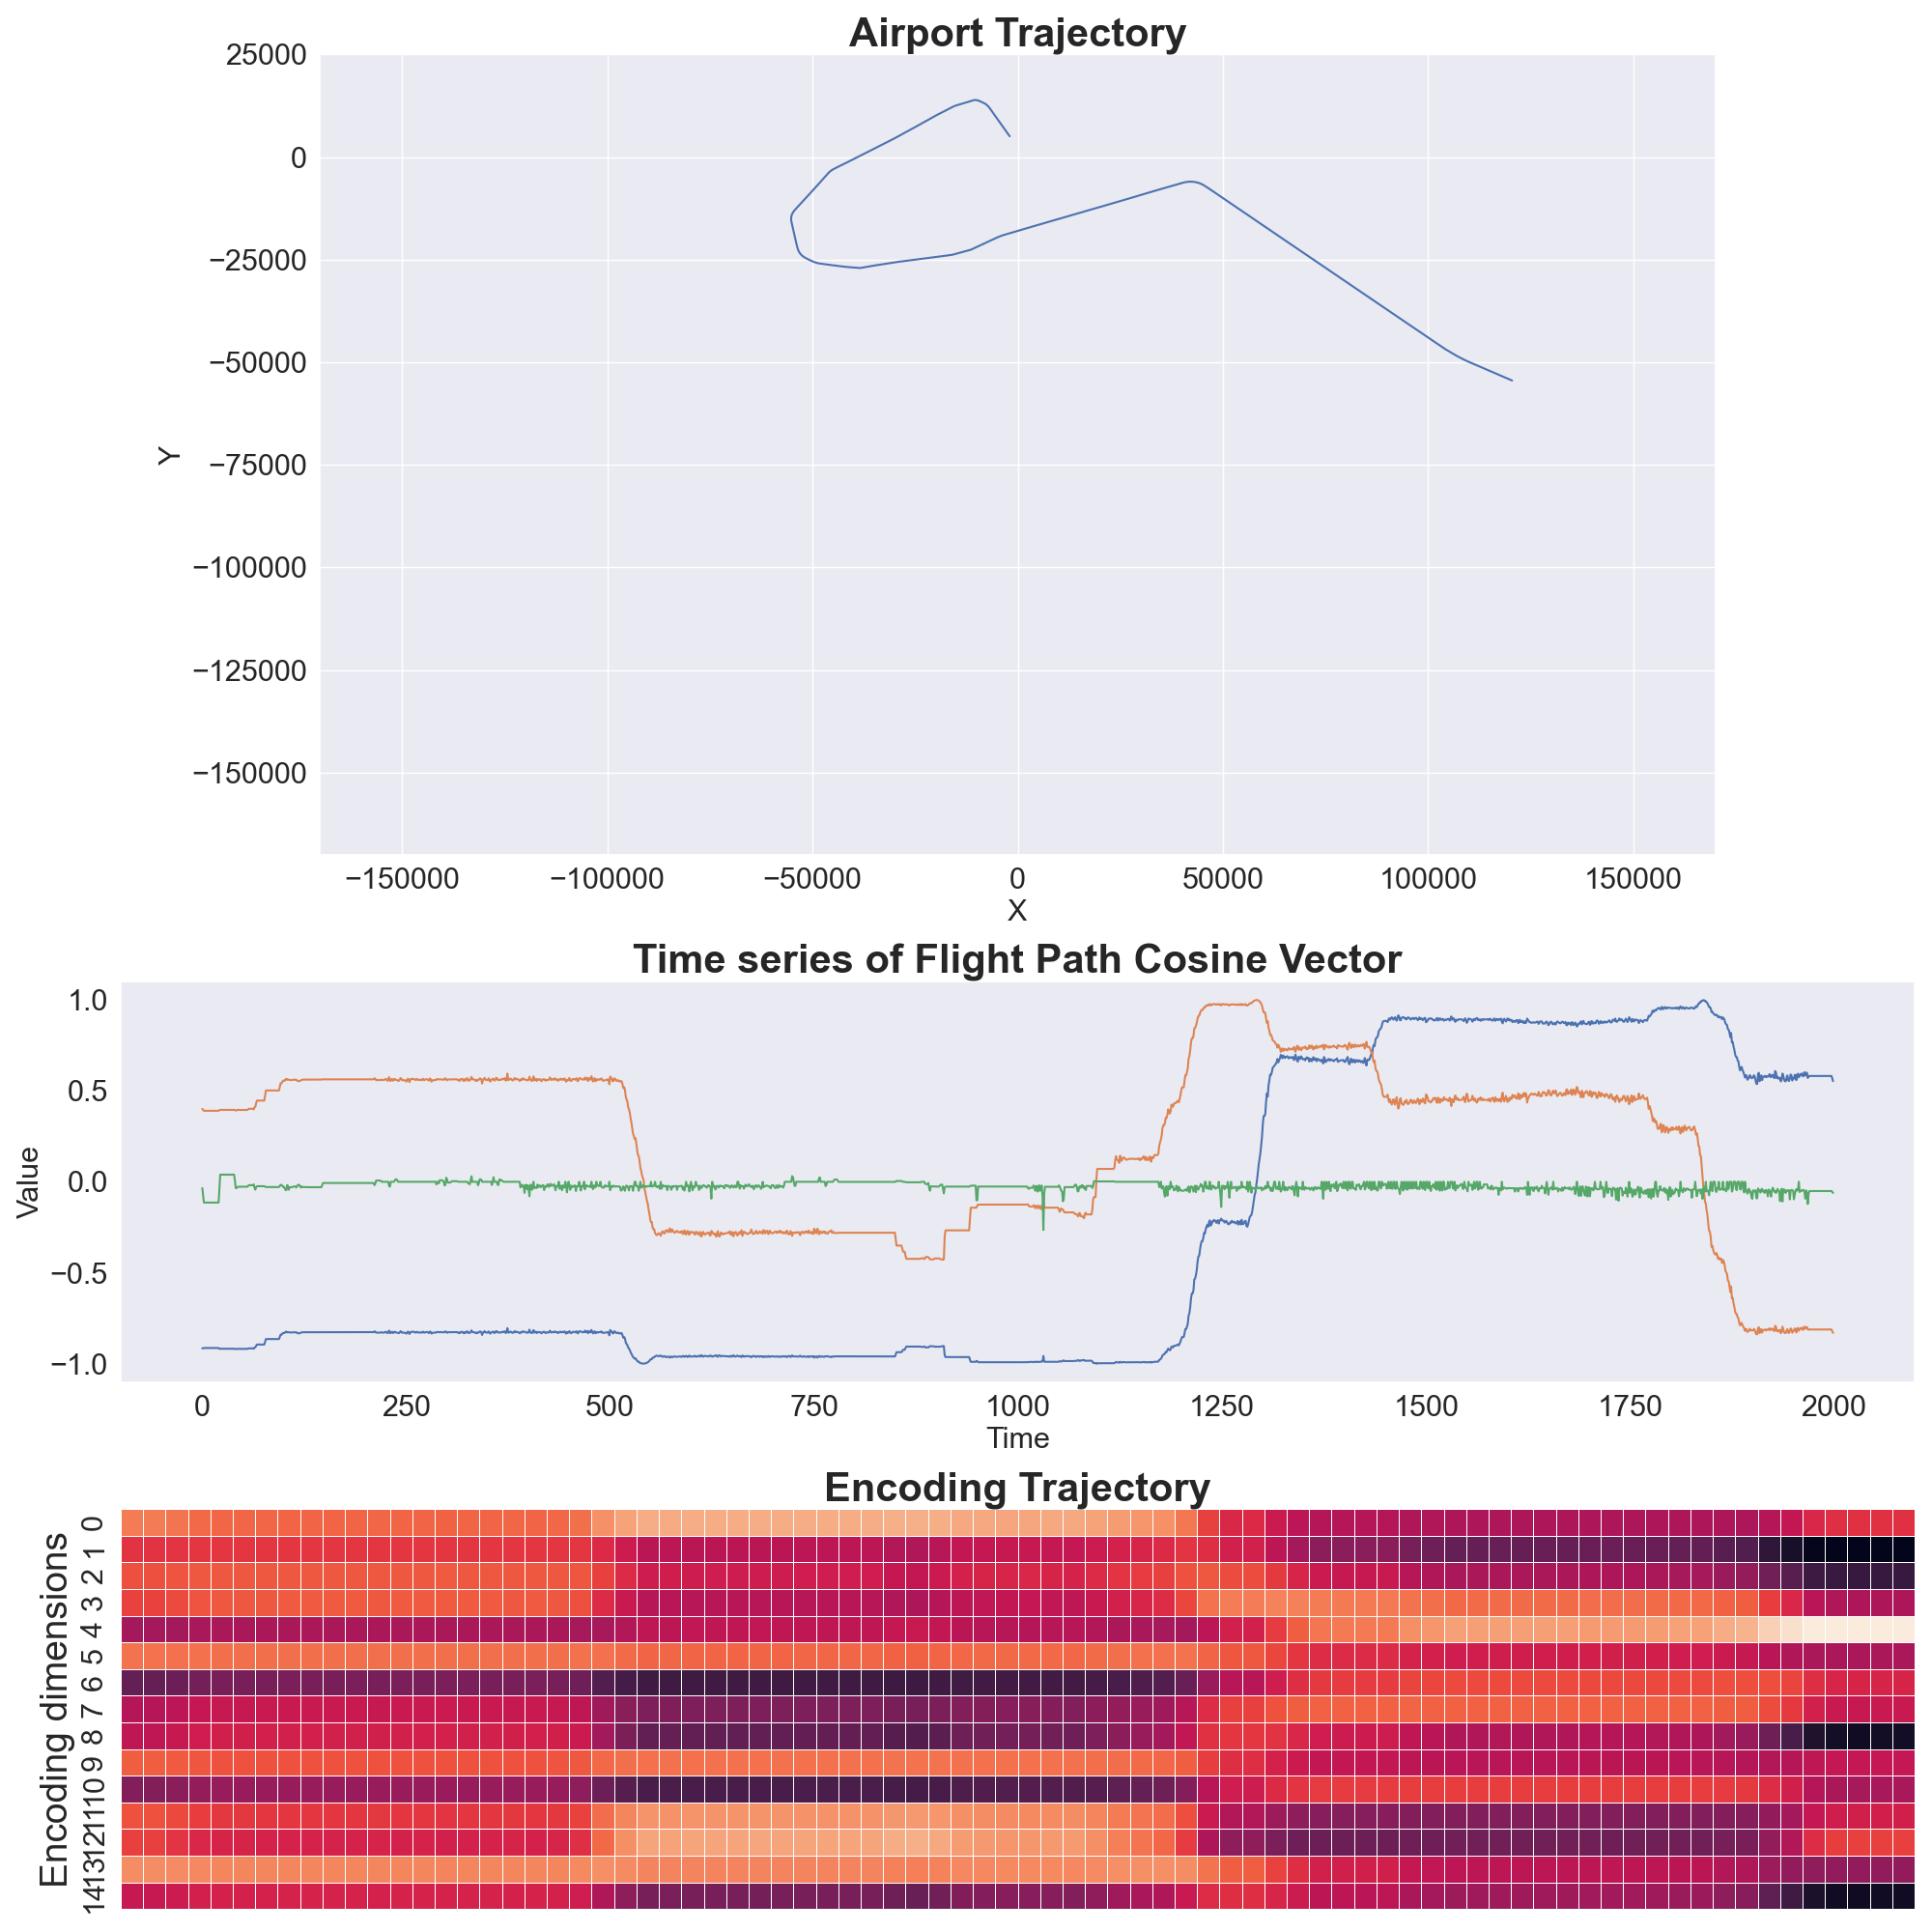 Airport Trajectory
25000
0
−25000
−50000
−75000
−100000
−125000
−150000
Y
−150000 −100000 −50000 0 50000 100000 150000
X
Time series of Flight Path Cosine Vector
1.0
0.5
0.0
−0.5
−1.0
Value
0 250 500 750 1000 1250 1500 1750 2000
Time
Encoding Trajectory
Encoding dimensions
0
1
2
3
4
5
6
7
8
9
10
11
12
13
14